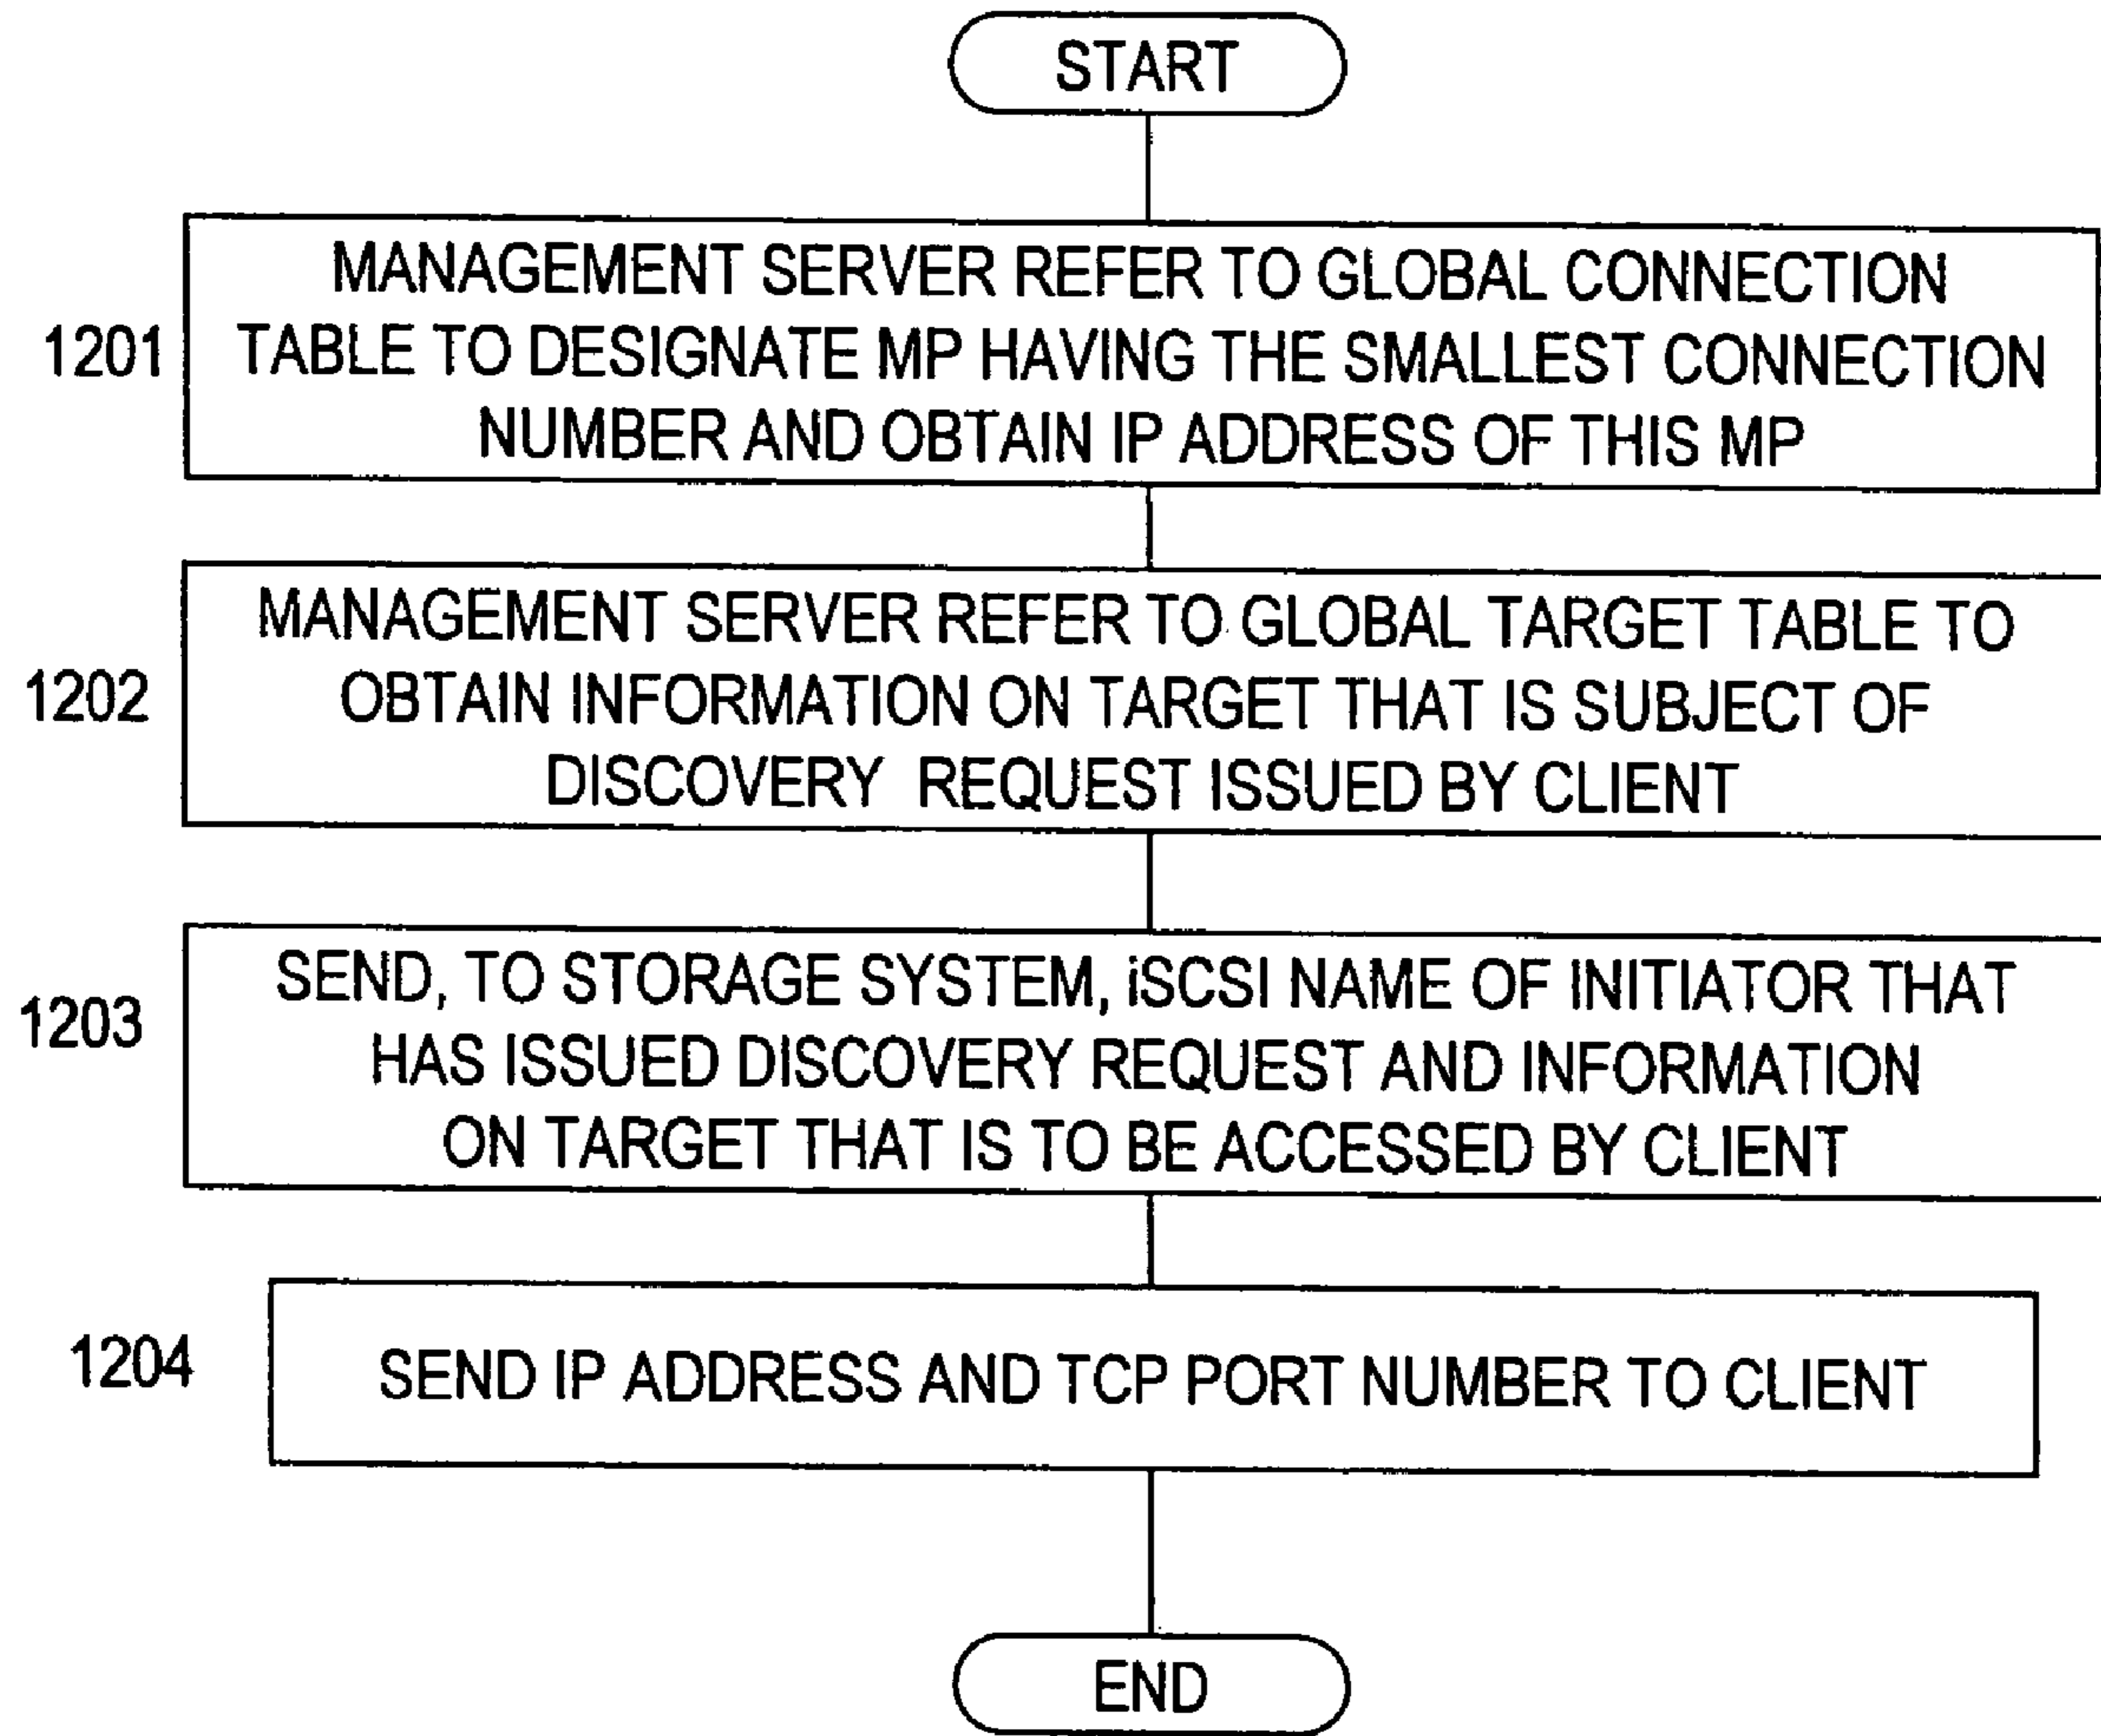 START
1201
MANAGEMENT SERVER REFER TO GLOBAL CONNECTION
TABLE TO DESIGNATE MP HAVING THE SMALLEST CONNECTION
NUMBER AND OBTAIN IP ADDRESS OF THIS MP
1202
MANAGEMENT SERVER REFER TO GLOBAL TARGET TABLE TO
OBTAIN INFORMATION ON TARGET THAT IS SUBJECT OF
DISCOVERY REQUEST ISSUED BY CLIENT
1203
SEND, TO STORAGE SYSTEM, iSCSI NAME OF INITIATOR THAT
HAS ISSUED DISCOVERY REQUEST AND INFORMATION
ON TARGET THAT IS TO BE ACCESSED BY CLIENT
1204
SEND IP ADDRESS AND TCP PORT NUMBER TO CLIENT
END